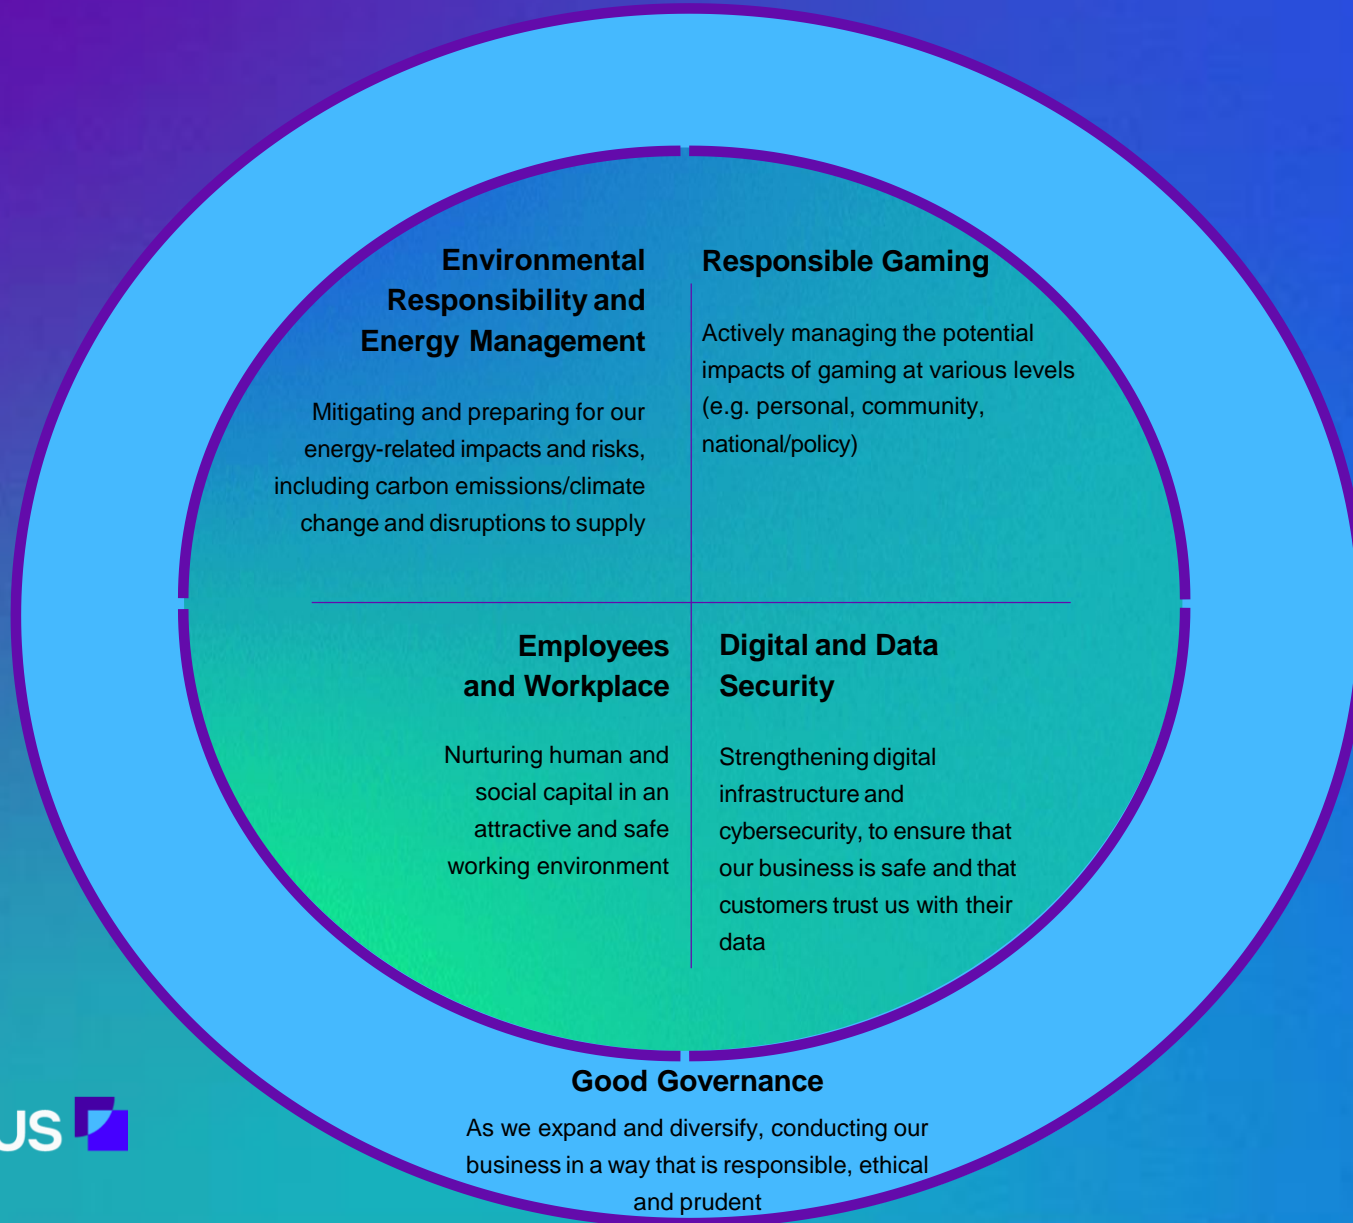 Environmental
Responsibility and
Energy Management
Mitigating and preparing for our
energy-related impacts and risks,
including carbon emissions/climate
change and disruptions to supply
Responsible Gaming
Actively managing the potential
impacts of gaming at various levels
(e.g. personal, community,
national/policy)
Employees
and Workplace
Nurturing human and
social capital in an
attractive and safe
working environment
Digital and Data
Security
Strengthening digital
infrastructure and
cybersecurity, to ensure that
our business is safe and that
customers trust us with their
data
Good Governance
As we expand and diversify, conducting our
business in a way that is responsible, ethical
and prudent